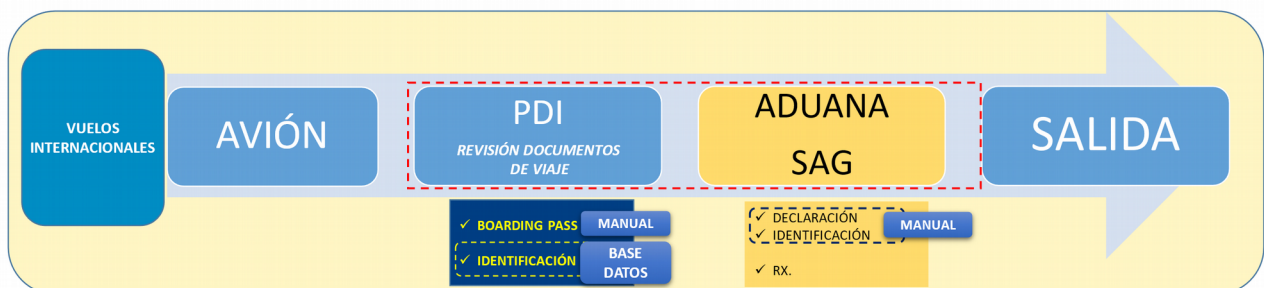 VUELOS
INTERNACIONALES
AVIÓN
PDI
REVISIÓN DOCUMENTOS
DE VIAJE
ADUANA
SAG
SALIDA
✓ BOARDING PASS
MANUAL
✓ IDENTIFICACIÓN
BASE
DATOS
✓ DECLARACIÓN
✓ IDENTIFICACIÓN
MANUAL
✓ RX.